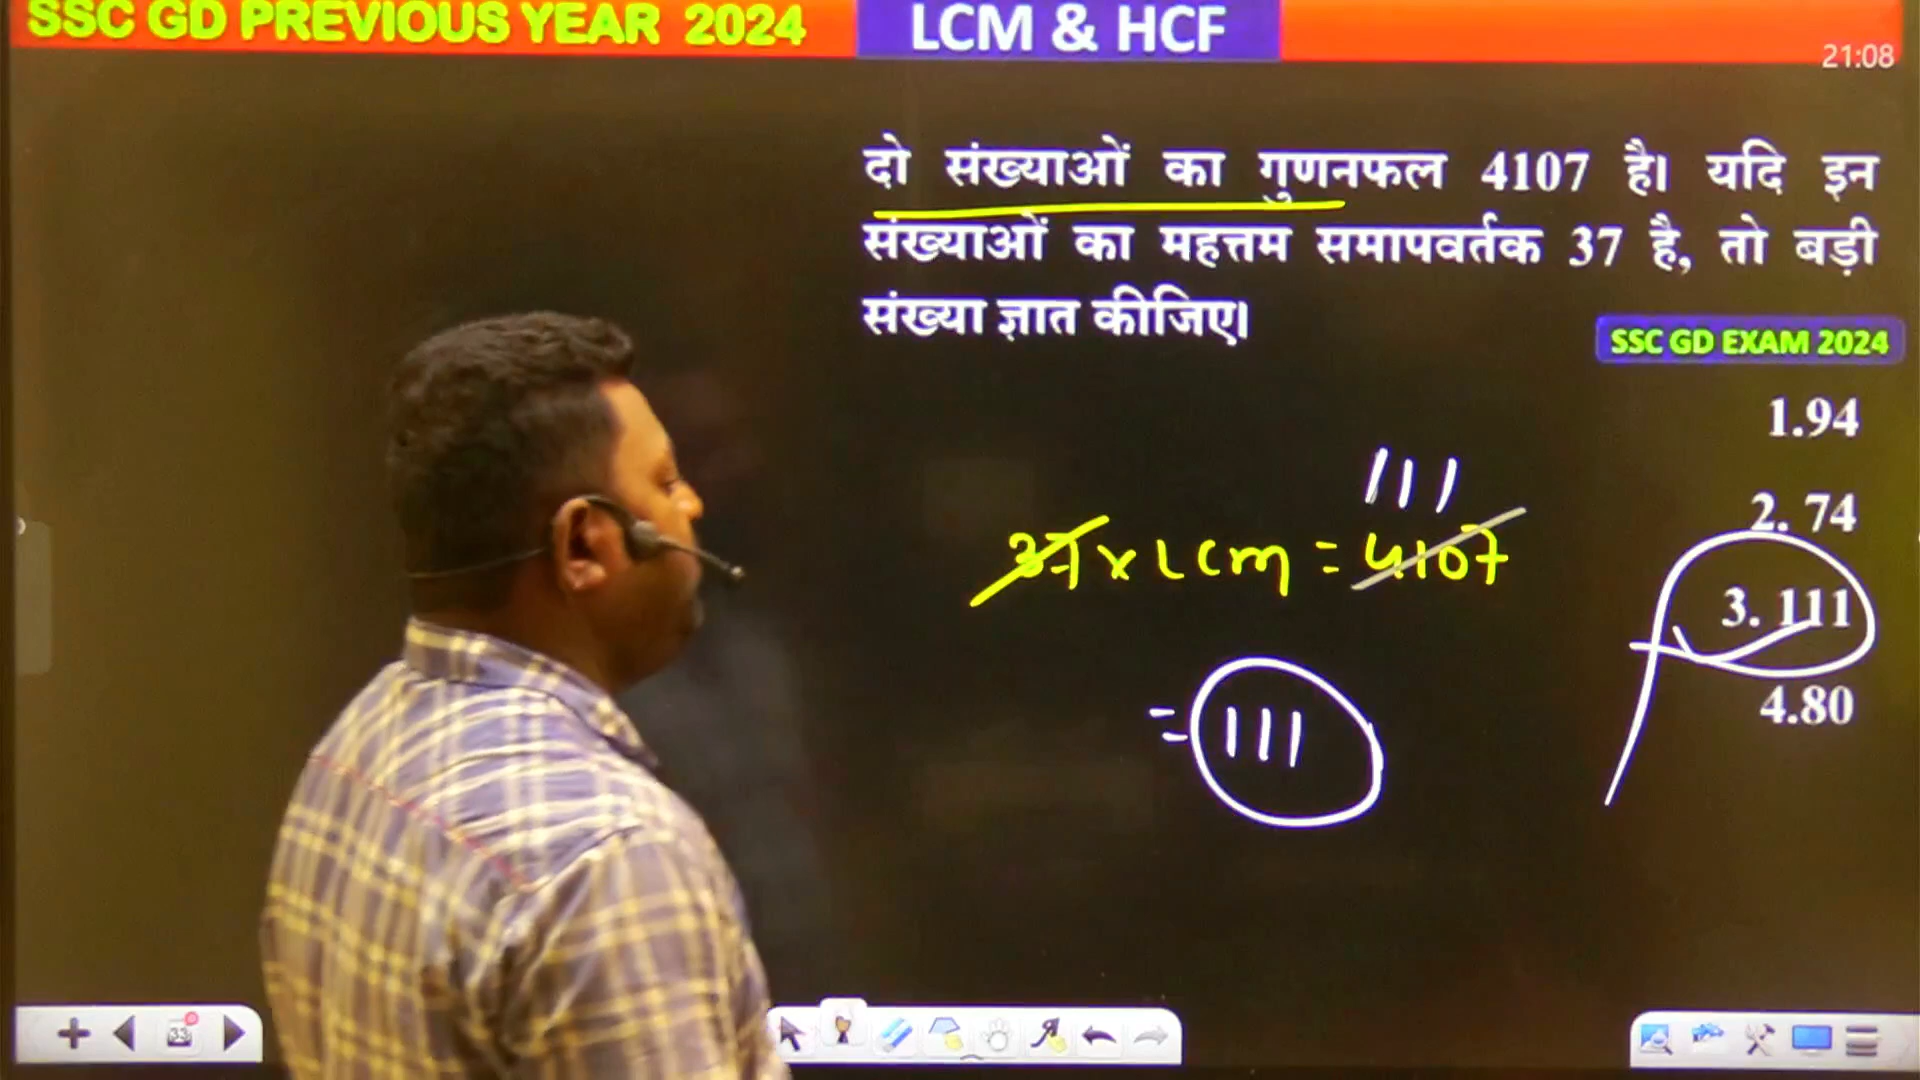 SSC GD PREVIOUS YEAR 2024
LCM & HCF
21:08
दो संख्याओं का गुणनफल 4107 है। यदि इन
संख्याओं का महत्तम समापवर्तक 37 है, तो बड़ी
संख्या ज्ञात कीजिए।
SSC GD EXAM 2024
1.94
2. 74
3. 111
4.80
111
37 x LCM = 4107
= 111
33